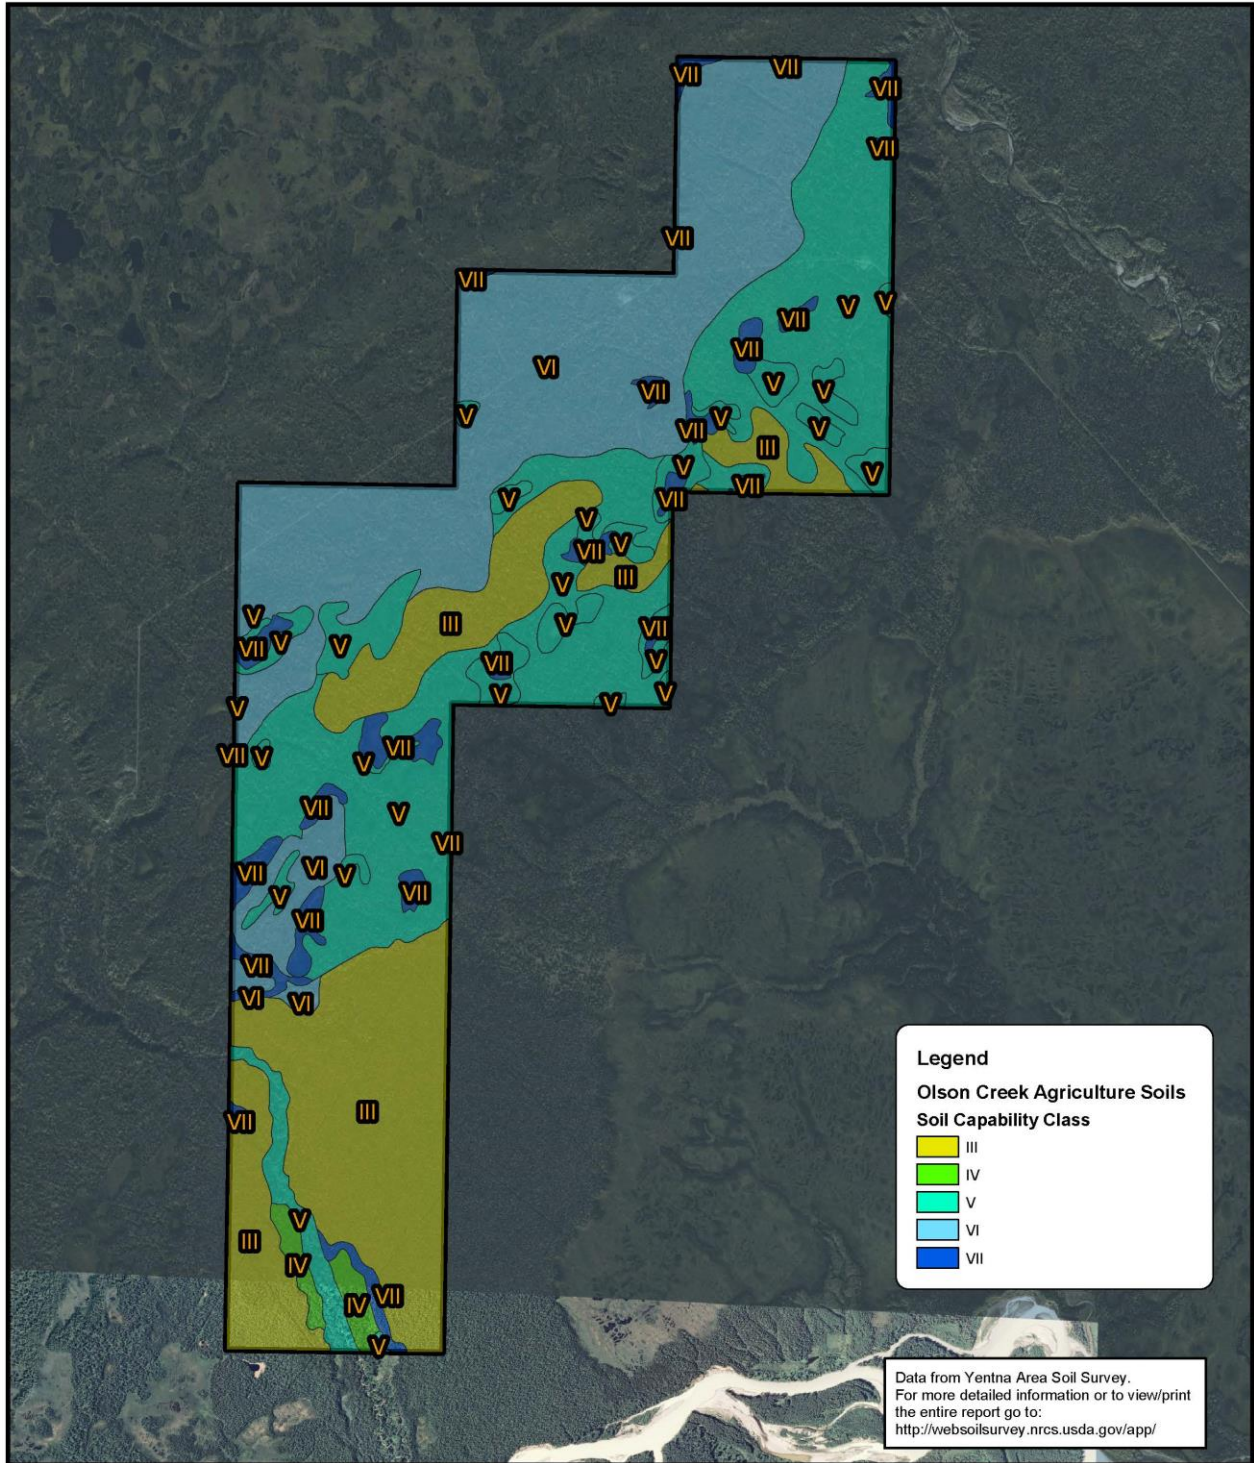 VII
VII
VII
VII
VII
VII
V
V
VII
VII
VI
V
V
VII
V
V
V
VII
III
V
V
VII
V
VII
V
V
VII
III
V
V
V
III
V
VII
V
VII
V
VII
V
V
V
V
V
VII
V
V
VII
VII
V
VII
VI
VII
V
V
VII
VII
VII
VI
VI
III
VII
V
III
IV
VII
IV
V
Legend
Olson Creek Agriculture Soils
Soil Capability Class
III
IV
V
VI
VII
Data from Yentna Area Soil Survey.
For more detailed information or to view/print
the entire report go to:
http://websoilsurvey.nrcs.usda.gov/app/